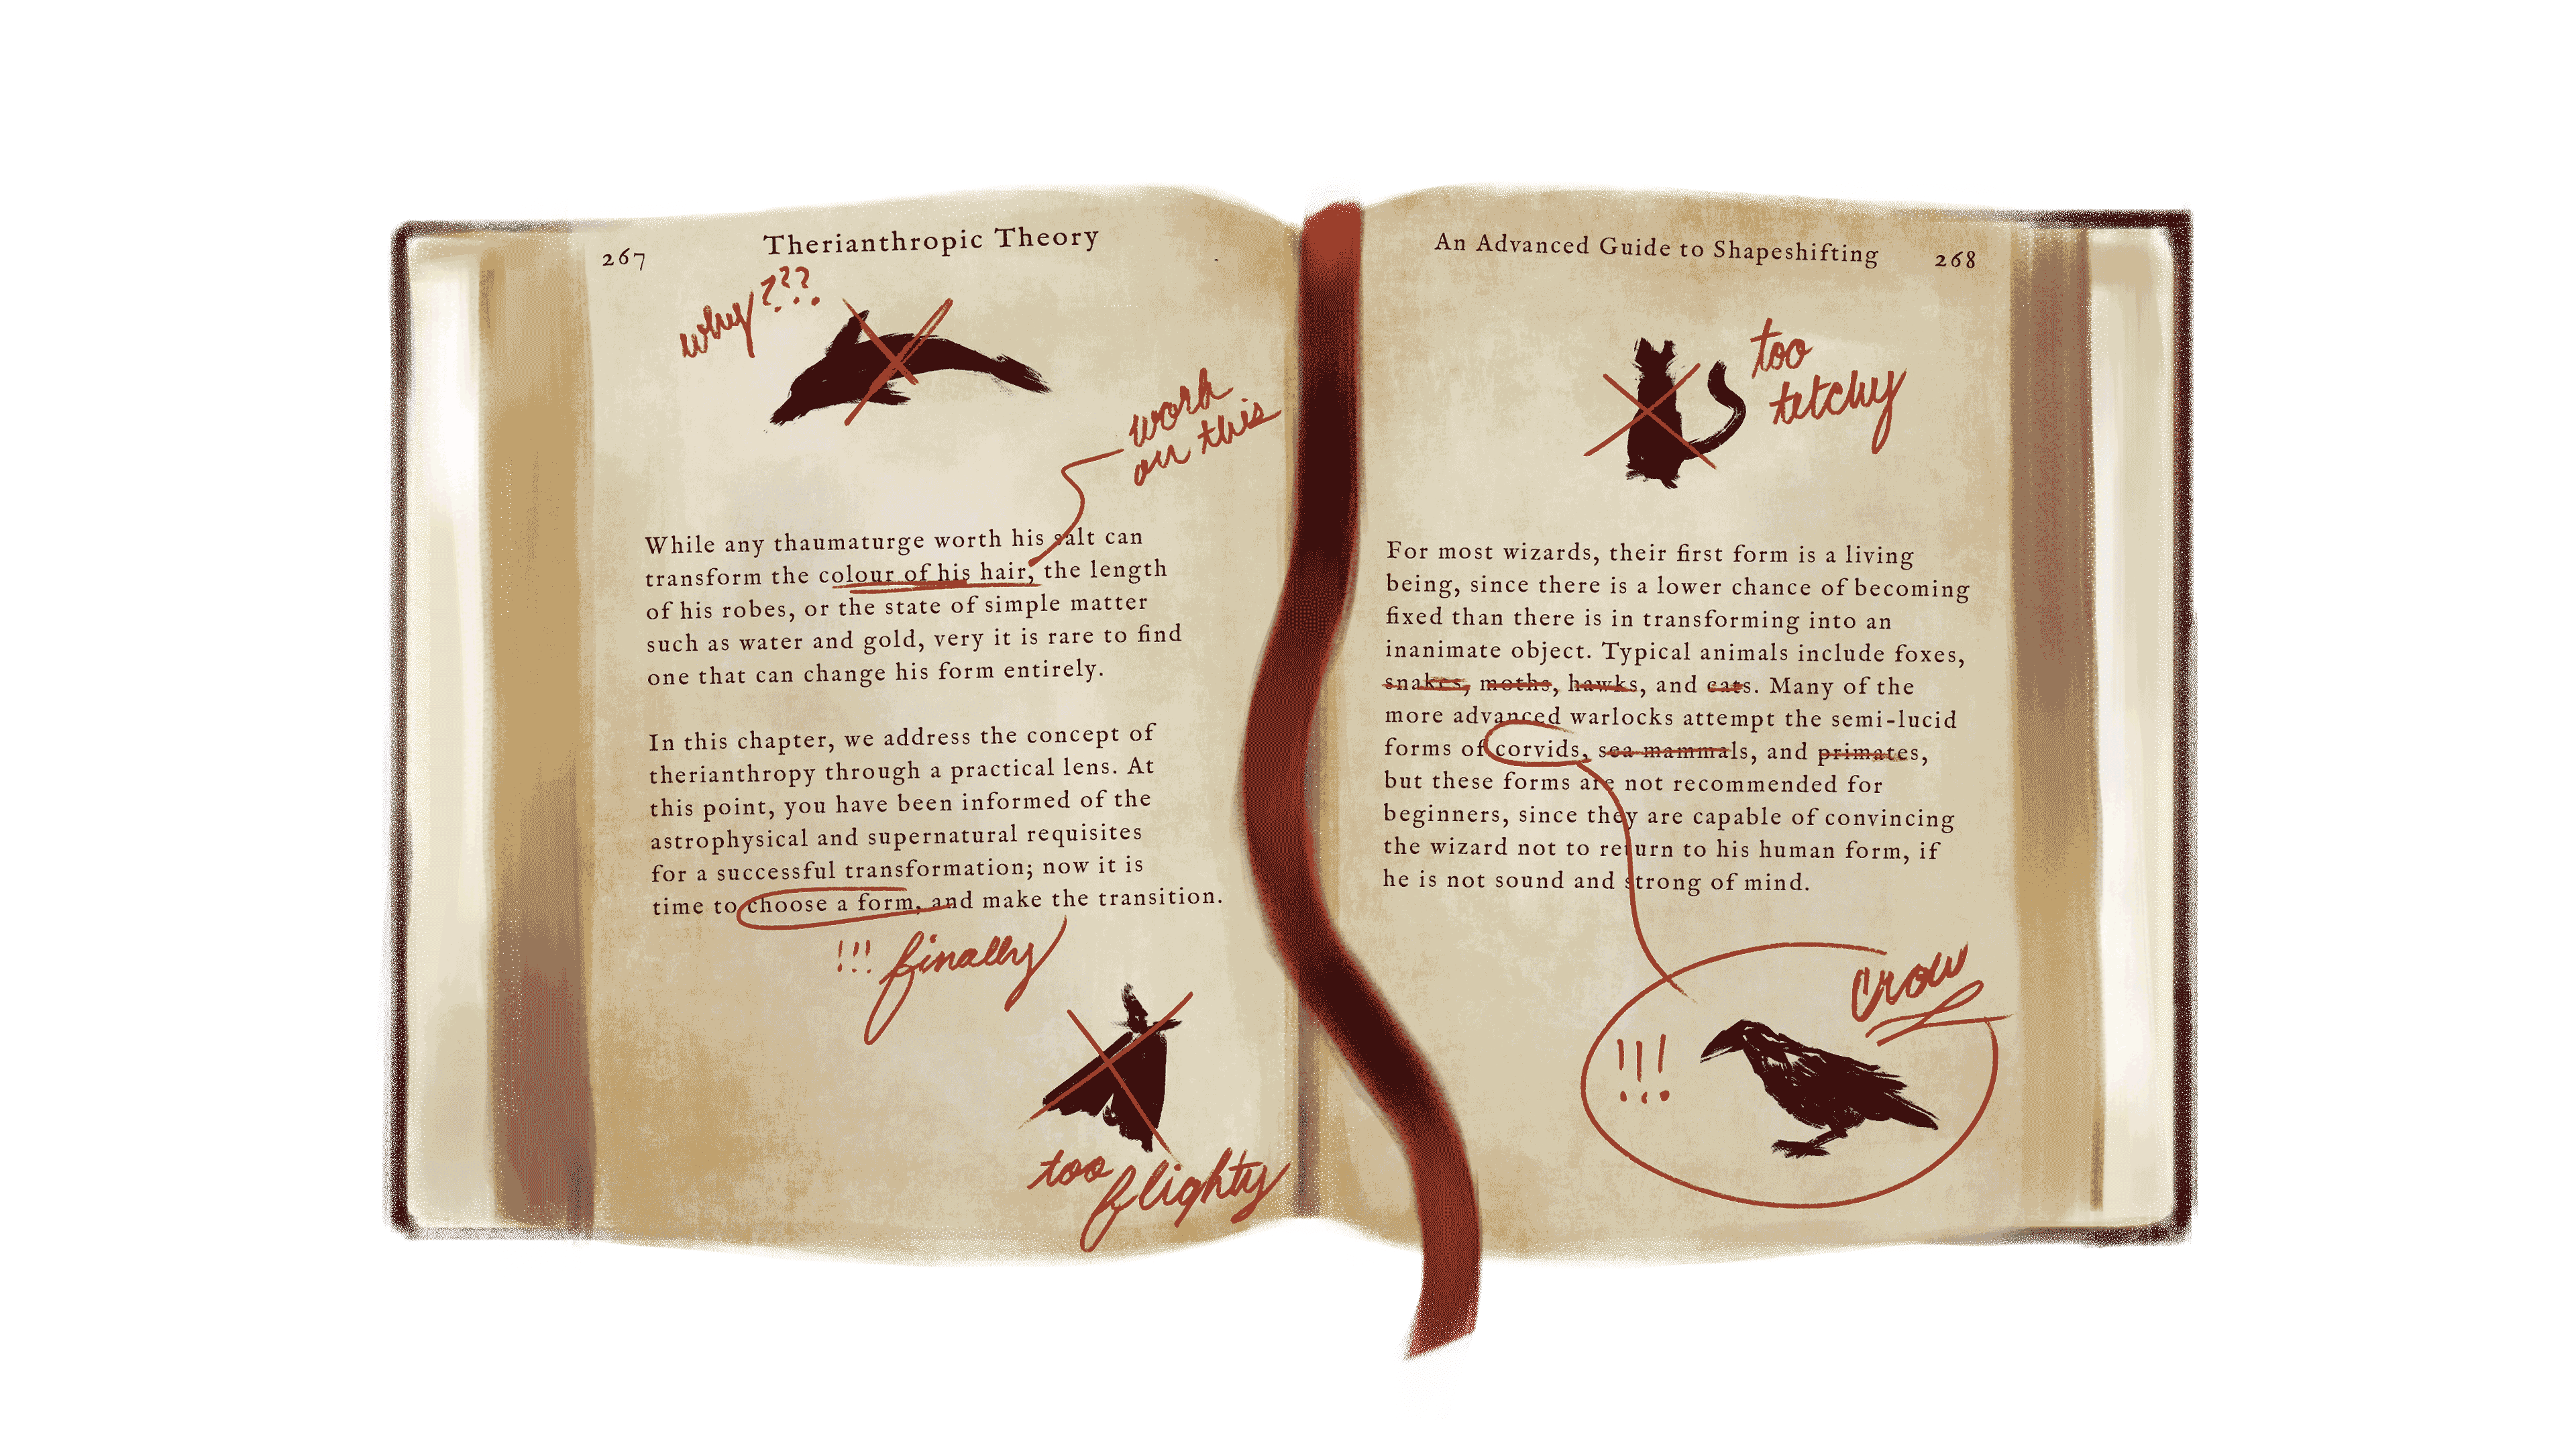 267
Therianthropic Theory
why???
work
on this
While any thaumaturge worth his salt can
transform the colour of his hair, the length
of his robes, or the state of simple matter
such as water and gold, very it is rare to find
one that can change his form entirely.
In this chapter, we address the concept of
therianthropy through a practical lens. At
this point, you have been informed of the
astrophysical and supernatural requisites
for a successful transformation; now it is
time to choose a form, and make the transition.
!!! finally
too flighty
An Advanced Guide to Shapeshifting
268
too
tetchy
For most wizards, their first form is a living
being, since there is a lower chance of becoming
fixed than there is in transforming into an
inanimate object. Typical animals include foxes,
snakes, moths, hawks, and cats. Many of the
more advanced warlocks attempt the semi-lucid
forms of corvids, sea mammals, and primates,
but these forms are not recommended for
beginners, since they are capable of convincing
the wizard not to return to his human form, if
he is not sound and strong of mind.
crow
!!!